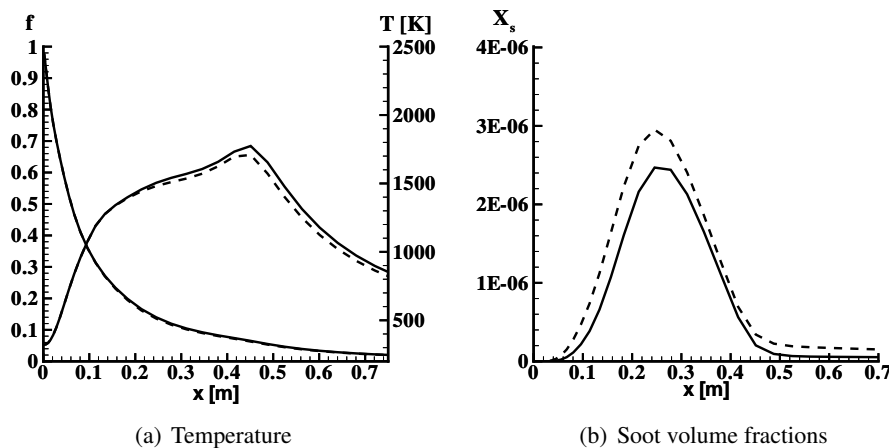 f
T [K]
1
0.9
0.8
0.7
0.6
0.5
0.4
0.3
0.2
0.1
0
2500
2000
1500
1000
500
0 0.1 0.2 0.3 0.4 0.5 0.6 0.7
x [m]
(a) Temperature
X_s
4E-06
3E-06
2E-06
1E-06
0
0 0.1 0.2 0.3 0.4 0.5 0.6 0.7
x [m]
(b) Soot volume fractions